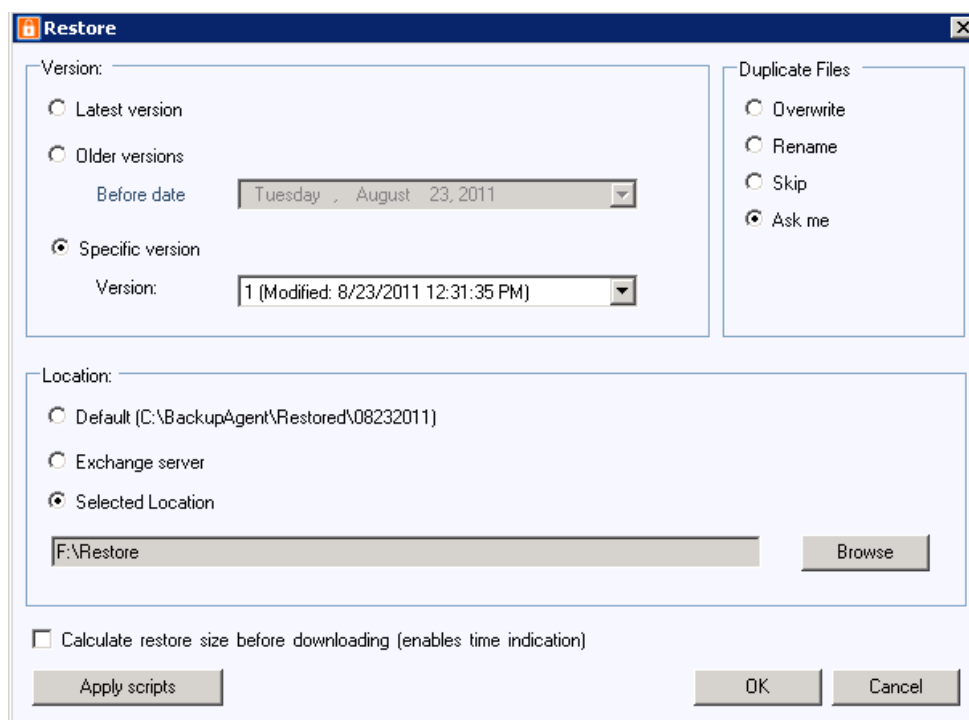 Restore
Version:
Latest version
Older versions
Before date
Tuesday , August 23, 2011
Specific version
Version:
1 (Modified: 8/23/2011 12:31:35 PM)
Duplicate Files
Overwrite
Rename
Skip
Ask me
Location:
Default (C:\BackupAgent\Restored\08232011)
Exchange server
Selected Location
F:\Restore
Browse
Calculate restore size before downloading (enables time indication)
Apply scripts
OK
Cancel